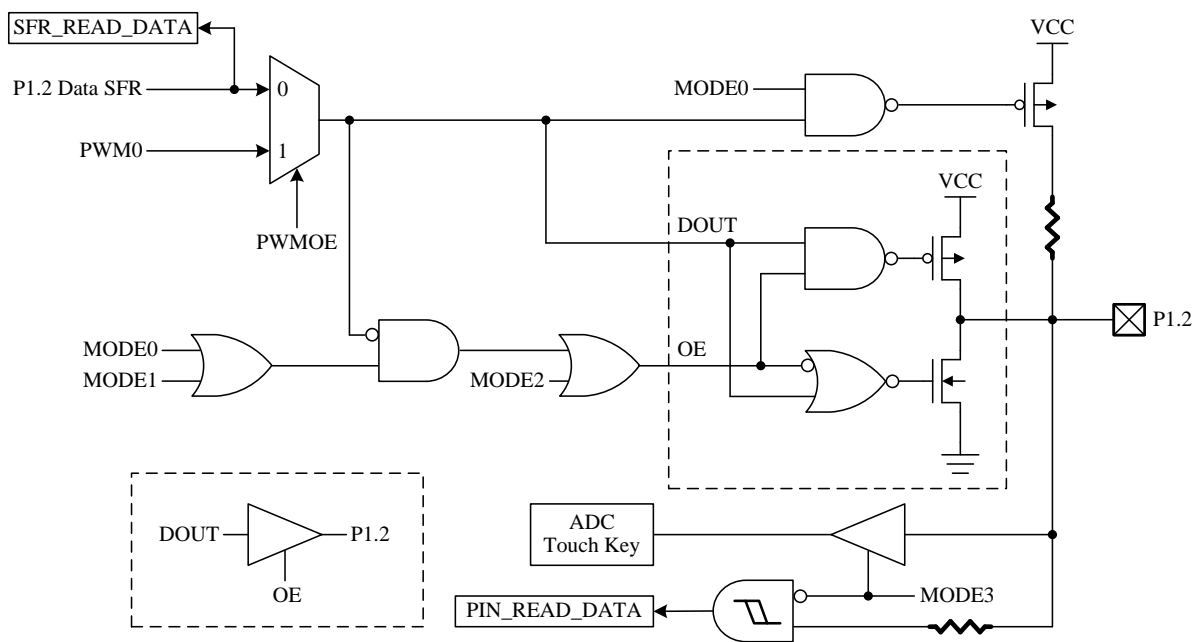 SFR_READ_DATA
VCC
P1.2 Data SFR
0
MODE0
PWM0
1
VCC
PWMOE
DOUT
P1.2
MODE0
MODE1
MODE2
OE
DOUT
P1.2
OE
ADC
Touch Key
MODE3
PIN_READ_DATA